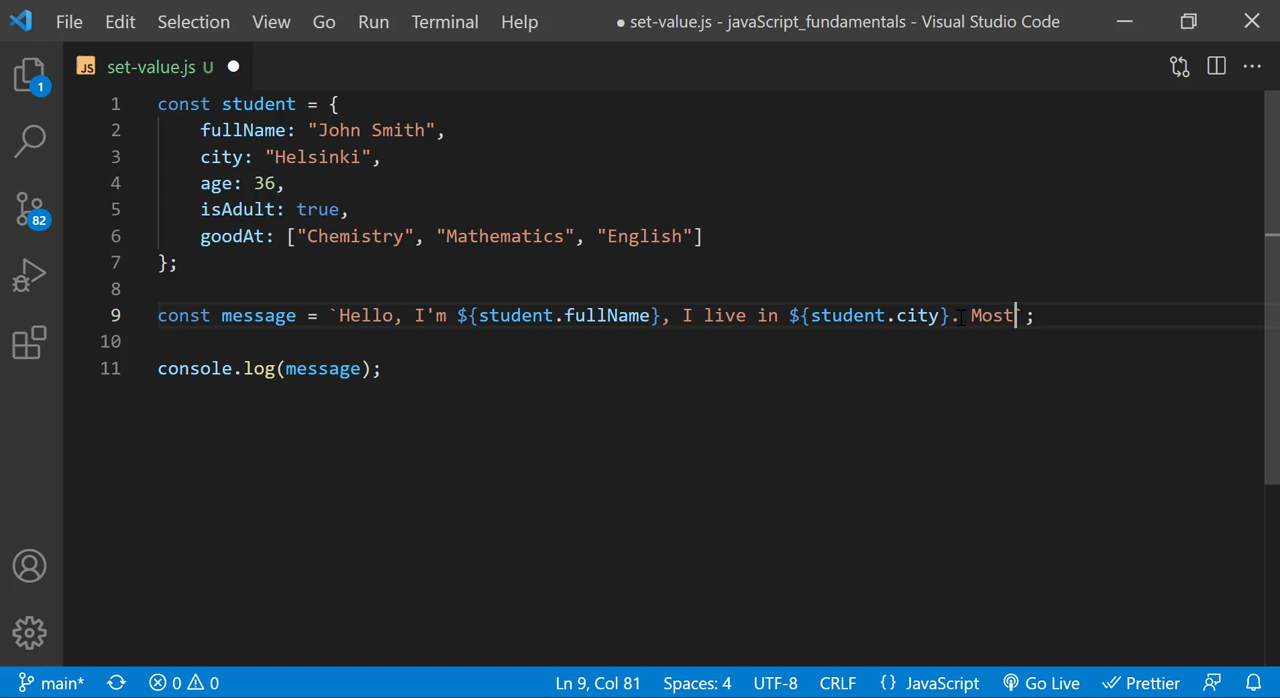 File Edit Selection View Go Run Terminal Help ● set-value.js - javaScript_fundamentals - Visual Studio Code
JS set-value.js U
1
82
1 const student = {
2 fullName: "John Smith",
3 city: "Helsinki",
4 age: 36,
5 isAdult: true,
6 goodAt: ["Chemistry", "Mathematics", "English"]
7 };
8
9 const message = `Hello, I'm ${student.fullName}, I live in ${student.city}. Most`;
10
11 console.log(message);
main* 0 0 Ln 9, Col 81 Spaces: 4 UTF-8 CRLF {} JavaScript Go Live Prettier